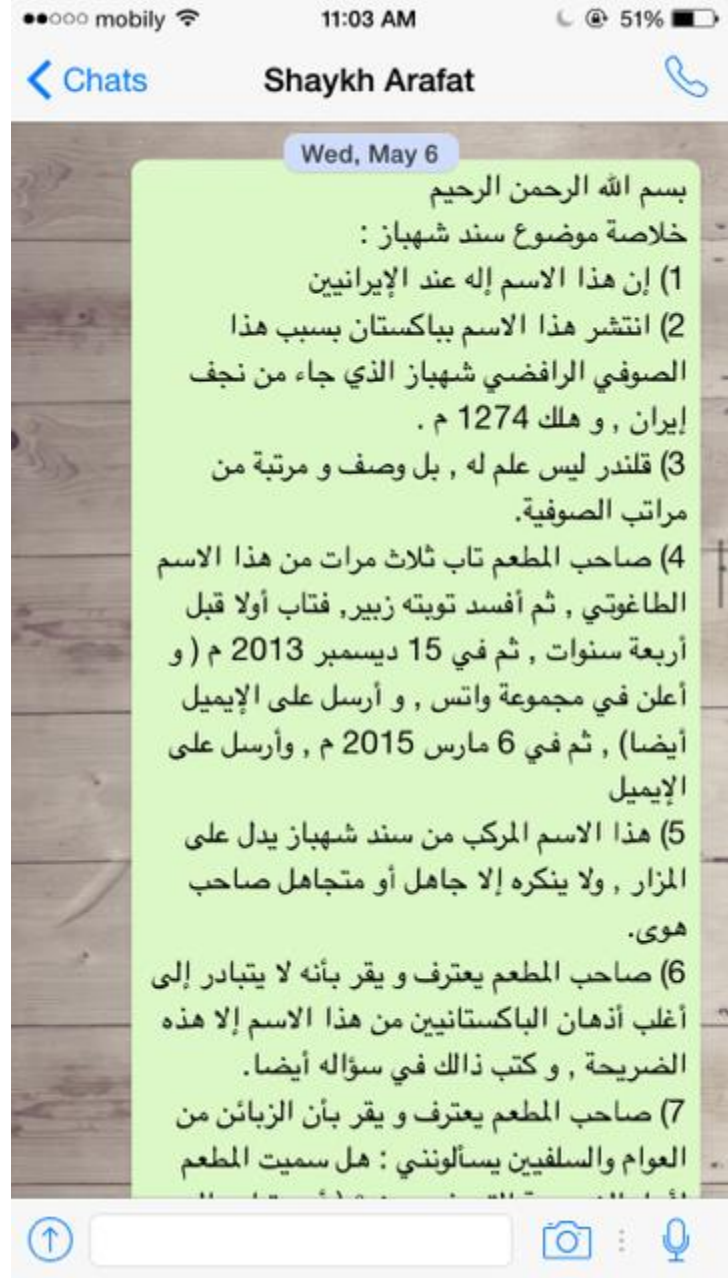 mobily 11:03 AM 51%
Chats Shaykh Arafat
Wed, May 6
بسم الله الرحمن الرحيم
خلاصة موضوع سند شهباز :
1) إن هذا الاسم إله عند الإيرانيين
2) انتشر هذا الاسم بباكستان بسبب هذا
الصوفي الرافضي شهباز الذي جاء من نجف
إيران , و هلك 1274 م .
3) قلندر ليس علم له , بل وصف و مرتبة من
مراتب الصوفية.
4) صاحب المطعم تاب ثلاث مرات من هذا الاسم
الطاغوتي , ثم أفسد توبته زبير, فتاب أولا قبل
أربعة سنوات , ثم في 15 ديسمبر 2013 م ( و
أعلن في مجموعة واتس , و أرسل على الإيميل
أيضا) , ثم في 6 مارس 2015 م , وأرسل على
الإيميل
5) هذا الاسم المركب من سند شهباز يدل على
المزار , ولا ينكره إلا جاهل أو متجاهل صاحب
هوى.
6) صاحب المطعم يعترف و يقر بأنه لا يتبادر إلى
أغلب أذهان الباكستانيين من هذا الاسم إلا هذه
الضريحة , و كتب ذالك في سؤاله أيضا.
7) صاحب المطعم يعترف و يقر بأن الزبائن من
العوام والسلفيين يسألونني : هل سميت المطعم